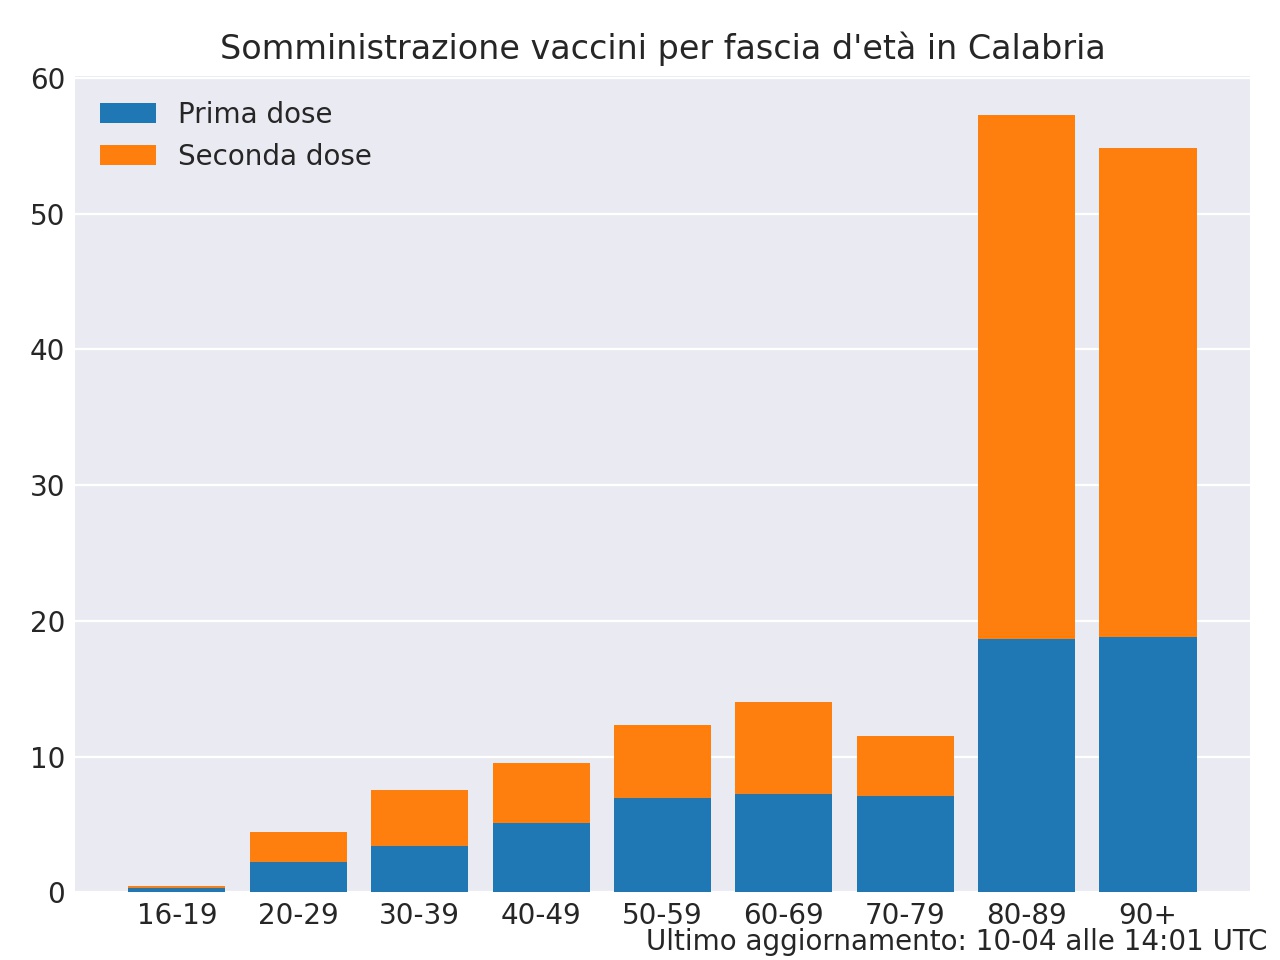 Somministrazione vaccini per fascia d'età in Calabria
60
50
40
30
20
10
0
Prima dose
Seconda dose
16-19 20-29 30-39 40-49 50-59 60-69 70-79 80-89 90+
Ultimo aggiornamento: 10-04 alle 14:01 UTC